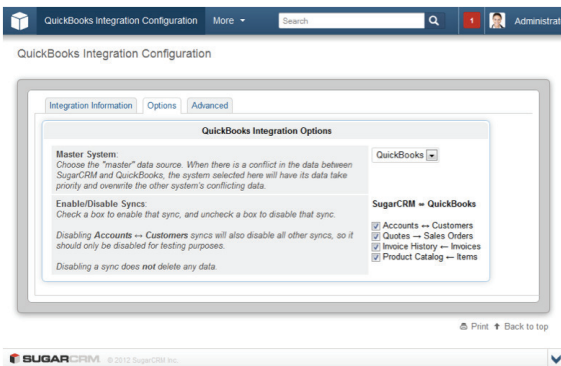 QuickBooks Integration Configuration More Search 1 Administrat
QuickBooks Integration Configuration
Integration Information Options Advanced
QuickBooks Integration Options
Master System:
Choose the "master" data source. When there is a conflict in the data between
SugarCRM and QuickBooks, the system selected here will have its data take
priority and overwrite the other system's conflicting data.
QuickBooks
Enable/Disable Syncs:
Check a box to enable that sync, and uncheck a box to disable that sync.
Disabling Accounts ↔ Customers syncs will also disable all other syncs, so it
should only be disabled for testing purposes.
Disabling a sync does not delete any data.
SugarCRM ⇔ QuickBooks
Accounts ↔ Customers
Quotes → Sales Orders
Invoice History ← Invoices
Product Catalog ← Items
Print Back to top
SUGARCRM © 2012 SugarCRM Inc.